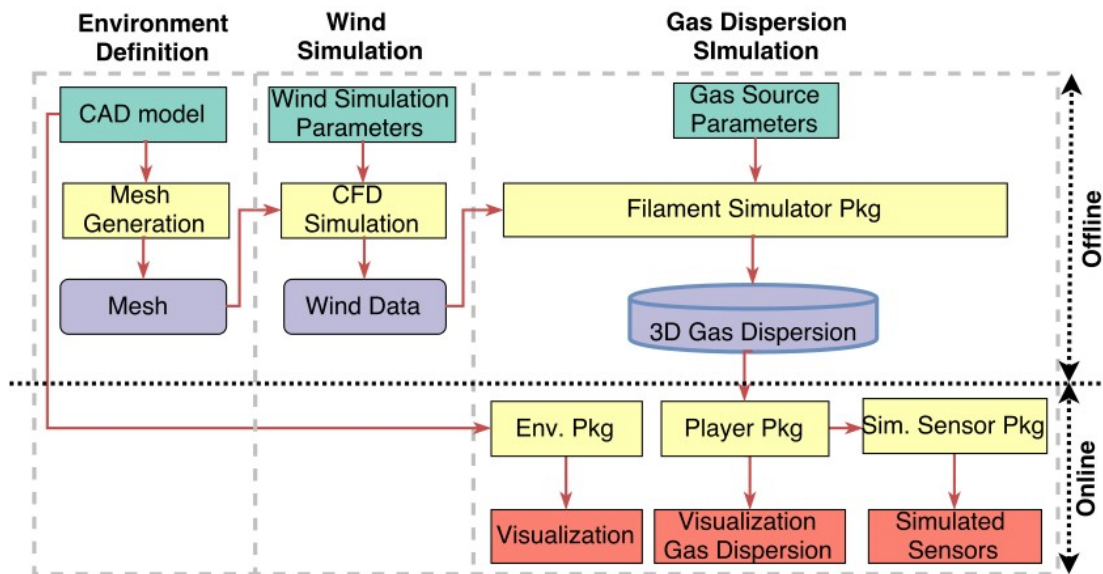 Environment
Definition
Wind
Simulation
Gas Dispersion
SImulation
CAD model
Wind Simulation
Parameters
Gas Source
Parameters
Mesh
Generation
CFD
Simulation
Filament Simulator Pkg
Mesh
Wind Data
3D Gas Dispersion
Offline
Env. Pkg
Player Pkg
Sim. Sensor Pkg
Visualization
Visualization
Gas Dispersion
Simulated
Sensors
Online